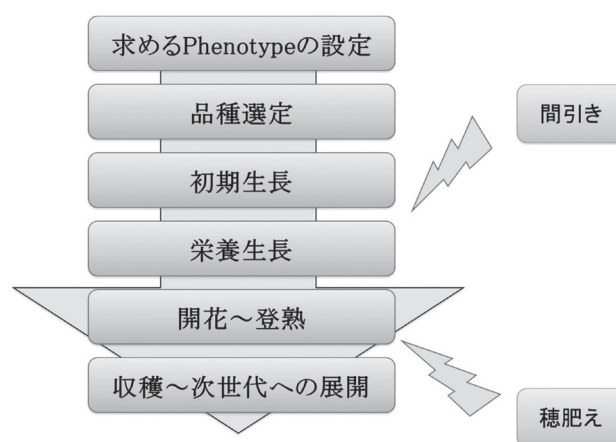 求めるPhenotypeの設定
品種選定
間引き
初期生長
栄養生長
開花～登熟
収穫～次世代への展開
穂肥え